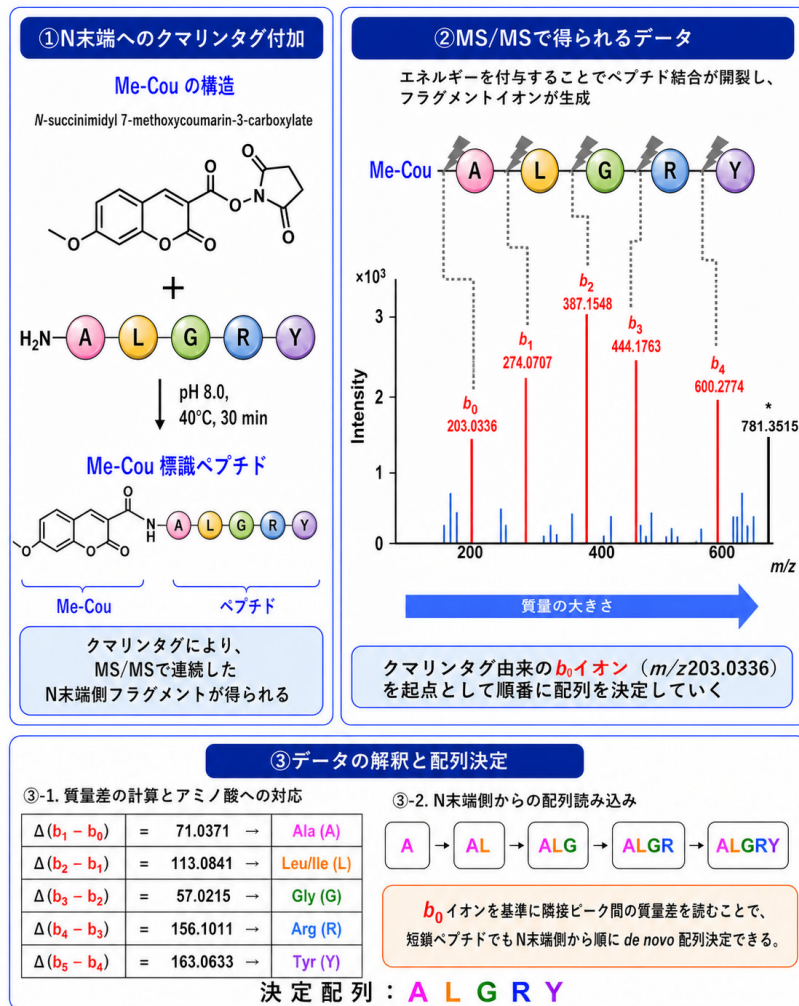 ①N末端へのクマリンタグ付加
Me-Cou の構造
N-succinimidyl 7-methoxycoumarin-3-carboxylate
O
O
N
O
O
O
O
O
+
H₂N
A
L
G
R
Y
pH 8.0,
40°C, 30 min
Me-Cou 標識ペプチド
O
N
H
O
O
O
A
L
G
R
Y
Me-Cou
ペプチド
クマリンタグにより、
MS/MSで連続した
N末端側フラグメントが得られる
②MS/MSで得られるデータ
エネルギーを付与することでペプチド結合が開裂し、
フラグメントイオンが生成
Me-Cou
A
L
G
R
Y
×10³
Intensity
3
2
1
0
b₀
203.0336
b₁
274.0707
b₂
387.1548
b₃
444.1763
b₄
600.2774
*
781.3515
200
400
600
m/z
質量の大きさ
クマリンタグ由来のb₀イオン（m/z203.0336）
を起点として順番に配列を決定していく
③データの解釈と配列決定
③-1. 質量差の計算とアミノ酸への対応
Δ(b₁ − b₀) = 71.0371 → Ala (A)
Δ(b₂ − b₁) = 113.0841 → Leu/Ile (L)
Δ(b₃ − b₂) = 57.0215 → Gly (G)
Δ(b₄ − b₃) = 156.1011 → Arg (R)
Δ(b₅ − b₄) = 163.0633 → Tyr (Y)
③-2. N末端側からの配列読み込み
A → AL → ALG → ALGR → ALGRY
b₀イオンを基準に隣接ピーク間の質量差を読むことで、
短鎖ペプチドでもN末端側から順に de novo 配列決定できる。
決定配列：A L G R Y